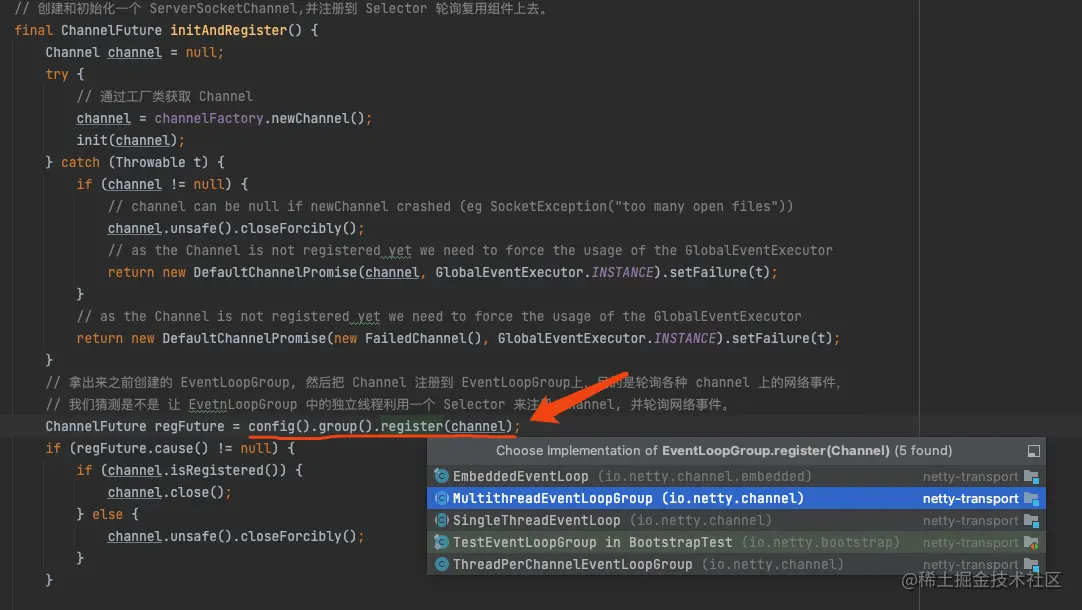 // 创建和初始化一个 ServerSocketChannel,并注册到 Selector 轮询复用组件上去。
final ChannelFuture initAndRegister() {
Channel channel = null;
try {
// 通过工厂类获取 Channel
channel = channelFactory.newChannel();
init(channel);
} catch (Throwable t) {
if (channel != null) {
// channel can be null if newChannel crashed (eg SocketException("too many open files"))
channel.unsafe().closeForcibly();
// as the Channel is not registered yet we need to force the usage of the GlobalEventExecutor
return new DefaultChannelPromise(channel, GlobalEventExecutor.INSTANCE).setFailure(t);
}
// as the Channel is not registered yet we need to force the usage of the GlobalEventExecutor
return new DefaultChannelPromise(new FailedChannel(), GlobalEventExecutor.INSTANCE).setFailure(t);
}
// 拿出来之前创建的 EventLoopGroup, 然后把 Channel 注册到 EventLoopGroup上, 目的是轮询各种 channel 上的网络事件,
// 我们猜测是不是 让 EvetnLoopGroup 中的独立线程利用一个 Selector 来注 Channel, 并轮询网络事件。
ChannelFuture regFuture = config().group().register(channel);
if (regFuture.cause() != null) {
if (channel.isRegistered()) {
channel.close();
} else {
channel.unsafe().closeForcibly();
}
}
Choose Implementation of EventLoopGroup.register(Channel) (5 found)
EmbeddedEventLoop (io.netty.channel.embedded) netty-transport
MultithreadEventLoopGroup (io.netty.channel) netty-transport
SingleThreadEventLoop (io.netty.channel) netty-transport
TestEventLoopGroup in BootstrapTest (io.netty.bootstrap) netty-transport
ThreadPerChannelEventLoopGroup (io.netty.channel) netty-transport
@稀土掘金技术社区